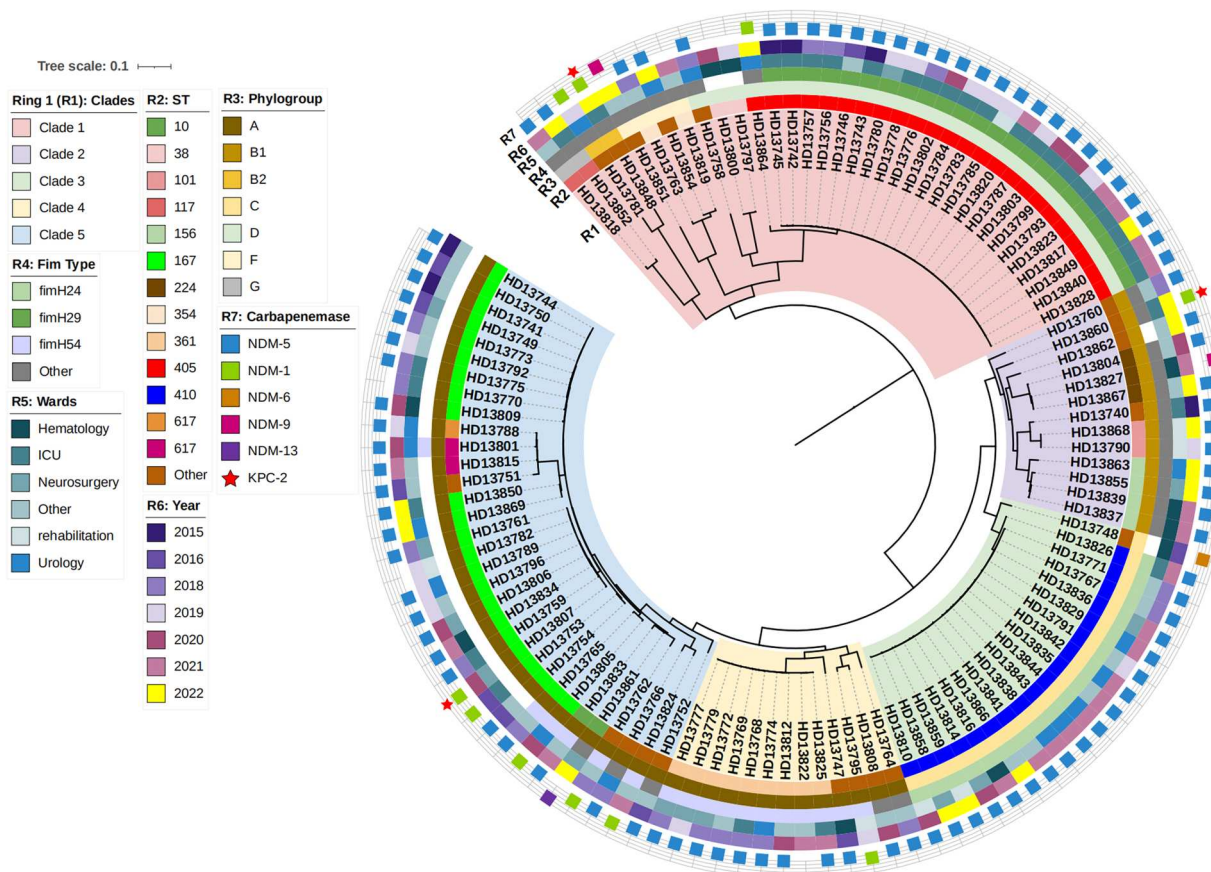 Tree scale: 0.1
Ring 1 (R1): Clades
Clade 1
Clade 2
Clade 3
Clade 4
Clade 5
R4: Fim Type
fimH24
fimH29
fimH54
Other
R5: Wards
Hematology
ICU
Neurosurgery
Other
rehabilitation
Urology
R2: ST
10
38
101
117
156
167
224
354
361
405
410
617
617
Other
R6: Year
2015
2016
2018
2019
2020
2021
2022
R3: Phylogroup
A
B1
B2
C
D
F
G
R7: Carbapenemase
NDM-5
NDM-1
NDM-6
NDM-9
NDM-13
KPC-2
R7
R6
R5
R4
R3
R2
R1
HD13818
HD13852
HD13781
HD13848
HD13851
HD13763
HD13854
HD13819
HD13758
HD13800
HD13797
HD13864
HD13745
HD13742
HD13757
HD13756
HD13746
HD13743
HD13780
HD13778
HD13776
HD13802
HD13784
HD13783
HD13785
HD13820
HD13787
HD13803
HD13799
HD13793
HD13823
HD13817
HD13849
HD13840
HD13828
HD13760
HD13860
HD13862
HD13804
HD13827
HD13867
HD13740
HD13868
HD13790
HD13863
HD13855
HD13839
HD13837
HD13748
HD13826
HD13771
HD13767
HD13836
HD13829
HD13791
HD13842
HD13835
HD13844
HD13843
HD13838
HD13841
HD13866
HD13816
HD13814
HD13859
HD13858
HD13810
HD13764
HD13808
HD13795
HD13747
HD13825
HD13822
HD13812
HD13774
HD13768
HD13769
HD13772
HD13779
HD13777
HD13752
HD13824
HD13766
HD13762
HD13861
HD13833
HD13805
HD13765
HD13754
HD13753
HD13807
HD13759
HD13834
HD13806
HD13796
HD13789
HD13782
HD13761
HD13869
HD13850
HD13751
HD13815
HD13801
HD13788
HD13809
HD13770
HD13775
HD13792
HD13773
HD13749
HD13741
HD13750
HD13744